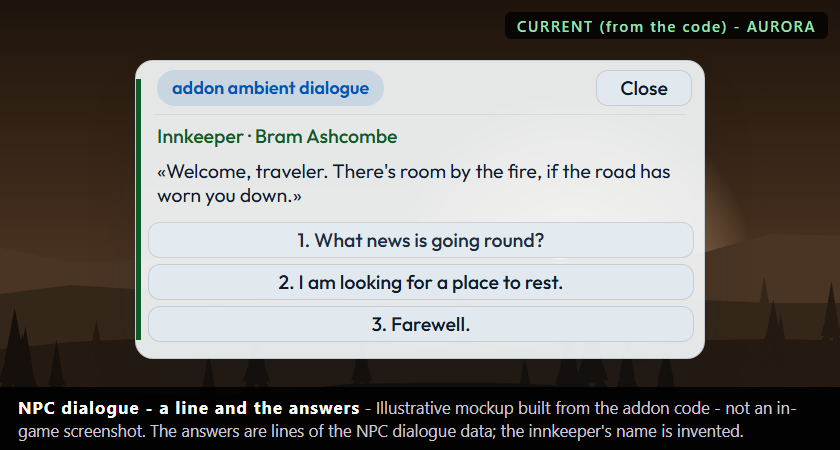 CURRENT (from the code) - AURORA
addon ambient dialogue
Close
Innkeeper · Bram Ashcombe
«Welcome, traveler. There's room by the fire, if the road has
worn you down.»
1. What news is going round?
2. I am looking for a place to rest.
3. Farewell.
NPC dialogue - a line and the answers - Illustrative mockup built from the addon code - not an in-
game screenshot. The answers are lines of the NPC dialogue data; the innkeeper's name is invented.